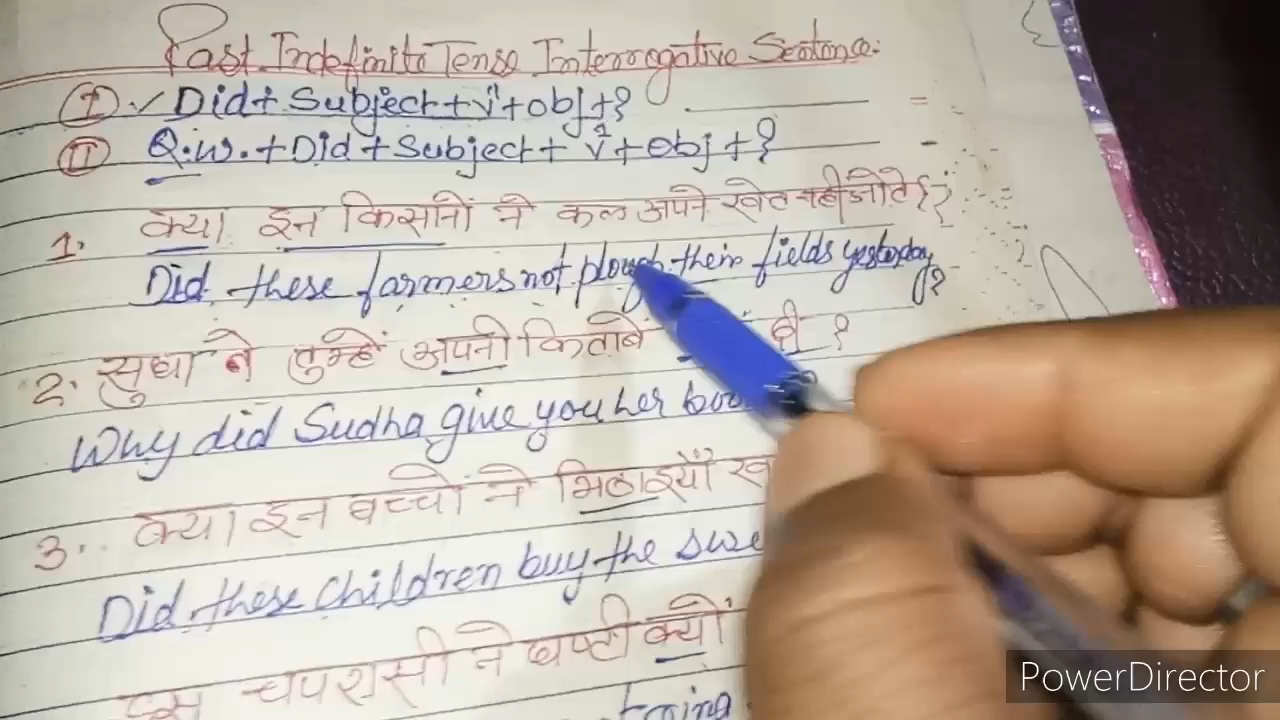 Past Indefinite Tense Interrogative Sentence.
I ✓ Did + Subject + V¹ + obj + ?
II Q.w. + Did + Subject + V¹ + obj + ?
1. क्या इन किसानों ने कल अपने खेत नहीं जोते ?
Did these farmers not plough their fields yesterday?
2. सुधा ने तुम्हें अपनी किताबे दी ?
Why did Sudha give you her
3. क्या इन बच्चों ने मिठाइयाँ
Did these children buy the
इस चपरासी ने घण्टी क्यों
PowerDirector